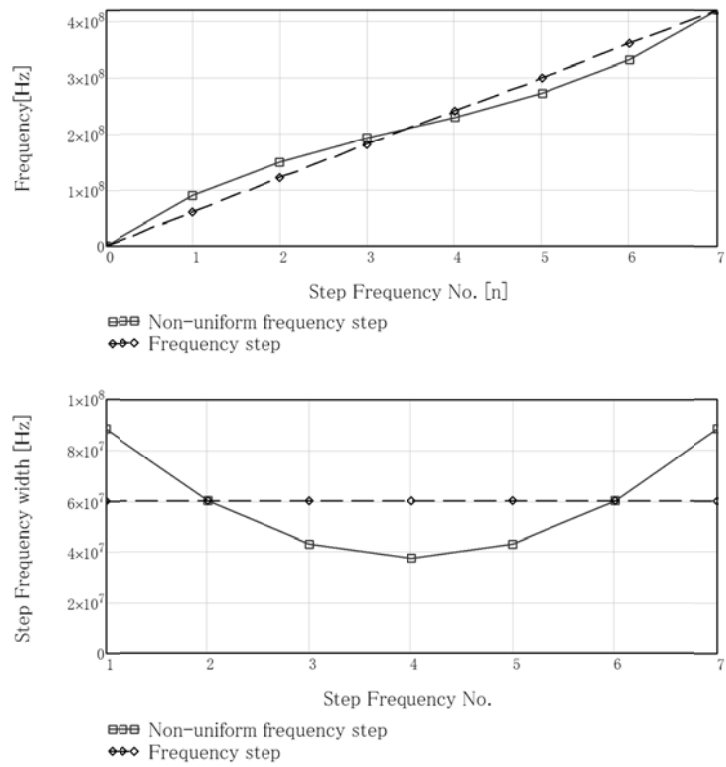 Frequency[Hz]
4×10⁸
3×10⁸
2×10⁸
1×10⁸
0
0 1 2 3 4 5 6 7
Step Frequency No. [n]
Non-uniform frequency step
Frequency step
Step Frequency width [Hz]
1×10⁸
8×10⁷
6×10⁷
4×10⁷
2×10⁷
0
1 2 3 4 5 6 7
Step Frequency No.
Non-uniform frequency step
Frequency step